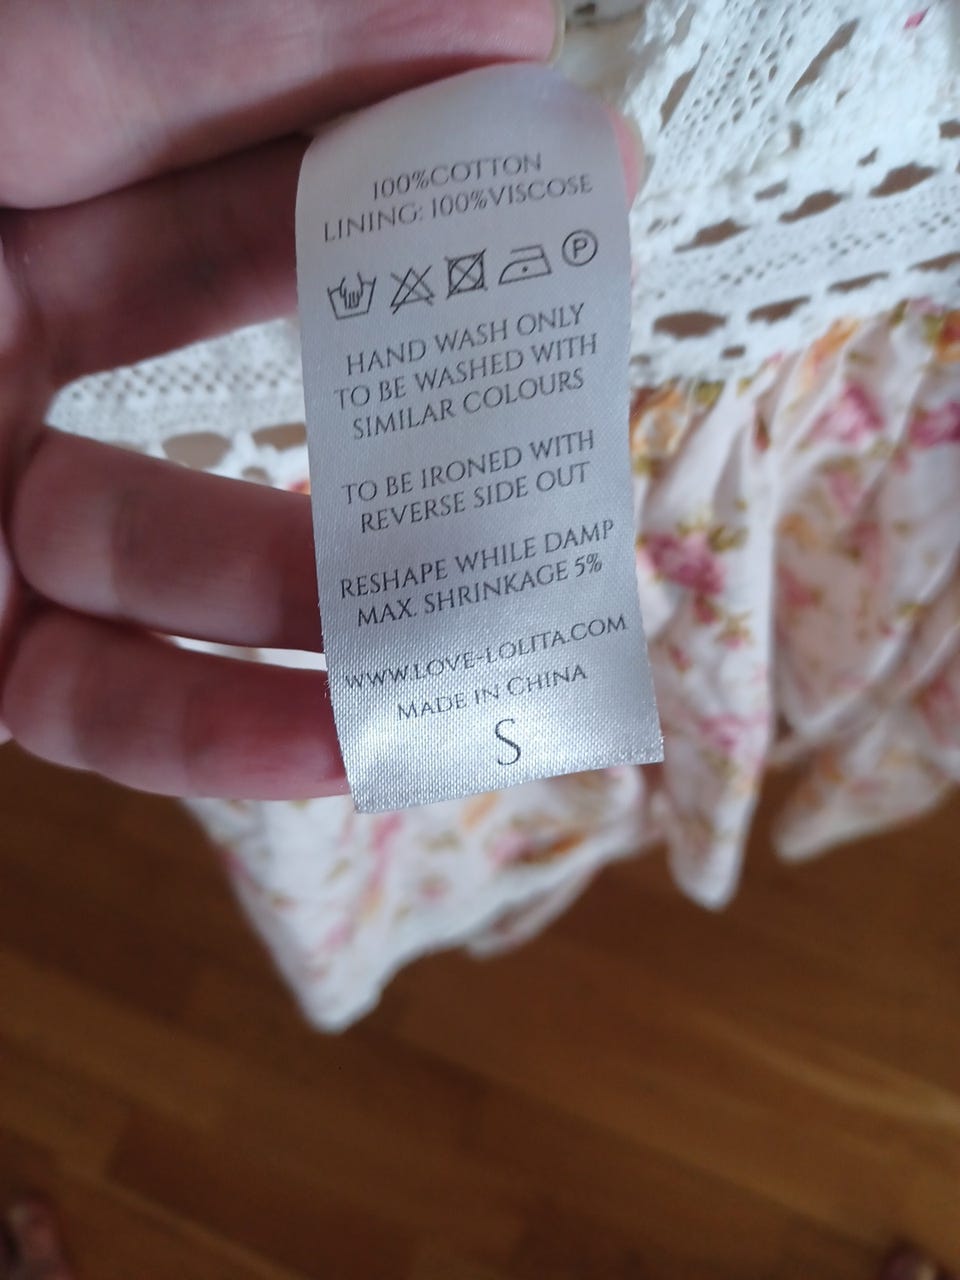 100%COTTON
LINING: 100%VISCOSE
P
HAND WASH ONLY
TO BE WASHED WITH
SIMILAR COLOURS
TO BE IRONED WITH
REVERSE SIDE OUT
RESHAPE WHILE DAMP
MAX. SHRINKAGE 5%
WWW.LOVE-LOLITA.COM
MADE IN CHINA
S